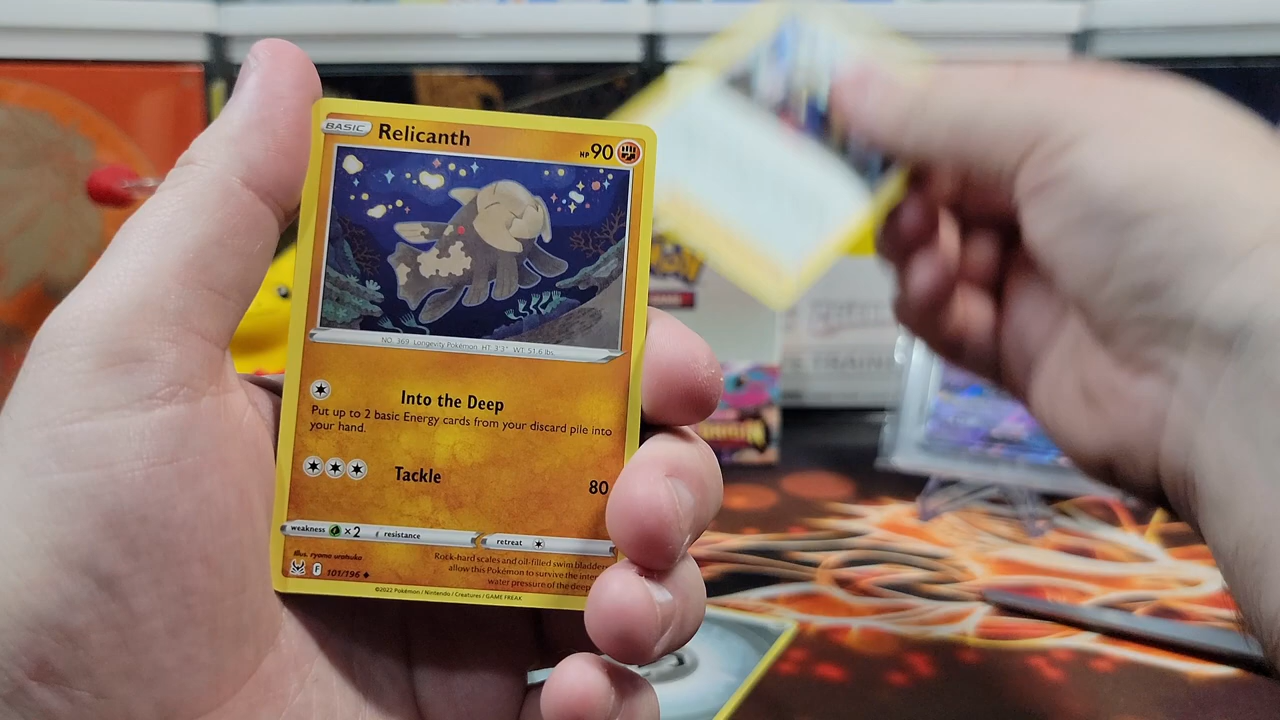 BASIC Relicanth HP 90
NO. 369 Longevity Pokémon HT: 3'3" WT: 51.6 lbs.
Into the Deep
Put up to 2 basic Energy cards from your discard pile into
your hand.
Tackle 80
weakness ×2 resistance retreat
Illus. ryoma uratsuka
Rock-hard scales and oil-filled swim bladders
allow this Pokémon to survive the
water pressure of the deep
F 101/196
©2022 Pokémon / Nintendo / Creatures / GAME FREAK